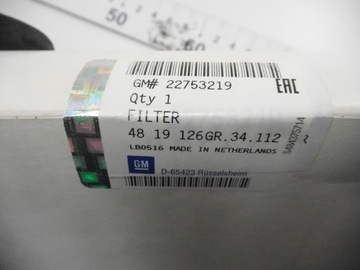 50
60
GM# 22753219
EAC
Qty 1
FILTER
48 19 126GR.34.112
LB0516 MADE IN NETHERLANDS
GM
D-65423 Rüsselsheim